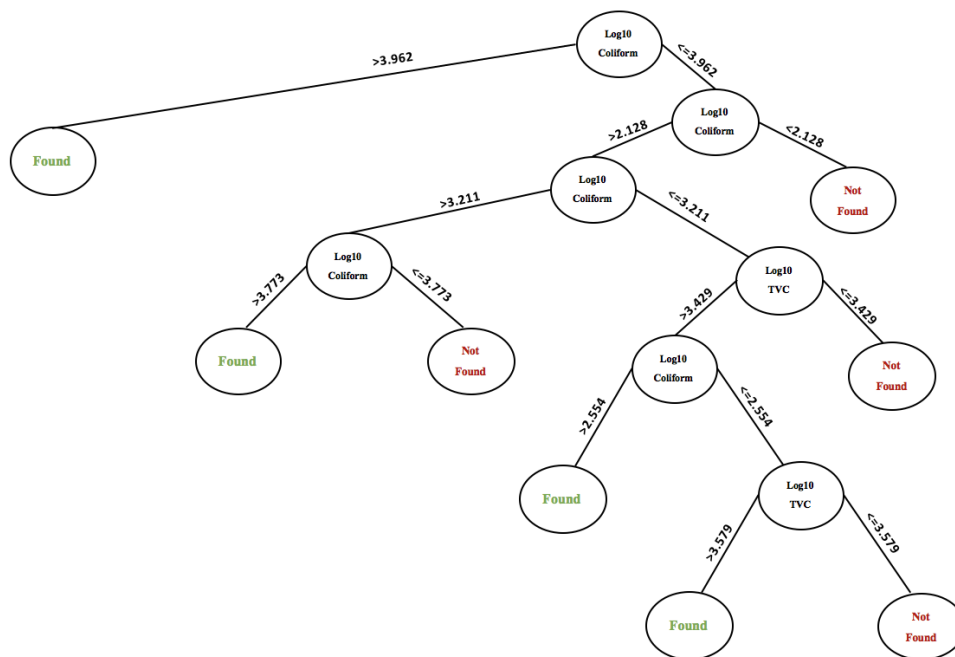 Log10
Coliform
>3.962
<=3.962
Log10
Coliform
Found
>2.128
<2.128
Log10
Coliform
Not
Found
>3.211
<=3.211
Log10
Coliform
Log10
TVC
>3.773
<=3.773
>3.429
<=3.429
Found
Not
Found
Log10
Coliform
Not
Found
>2.554
<=2.554
Found
Log10
TVC
>3.579
<=3.579
Found
Not
Found